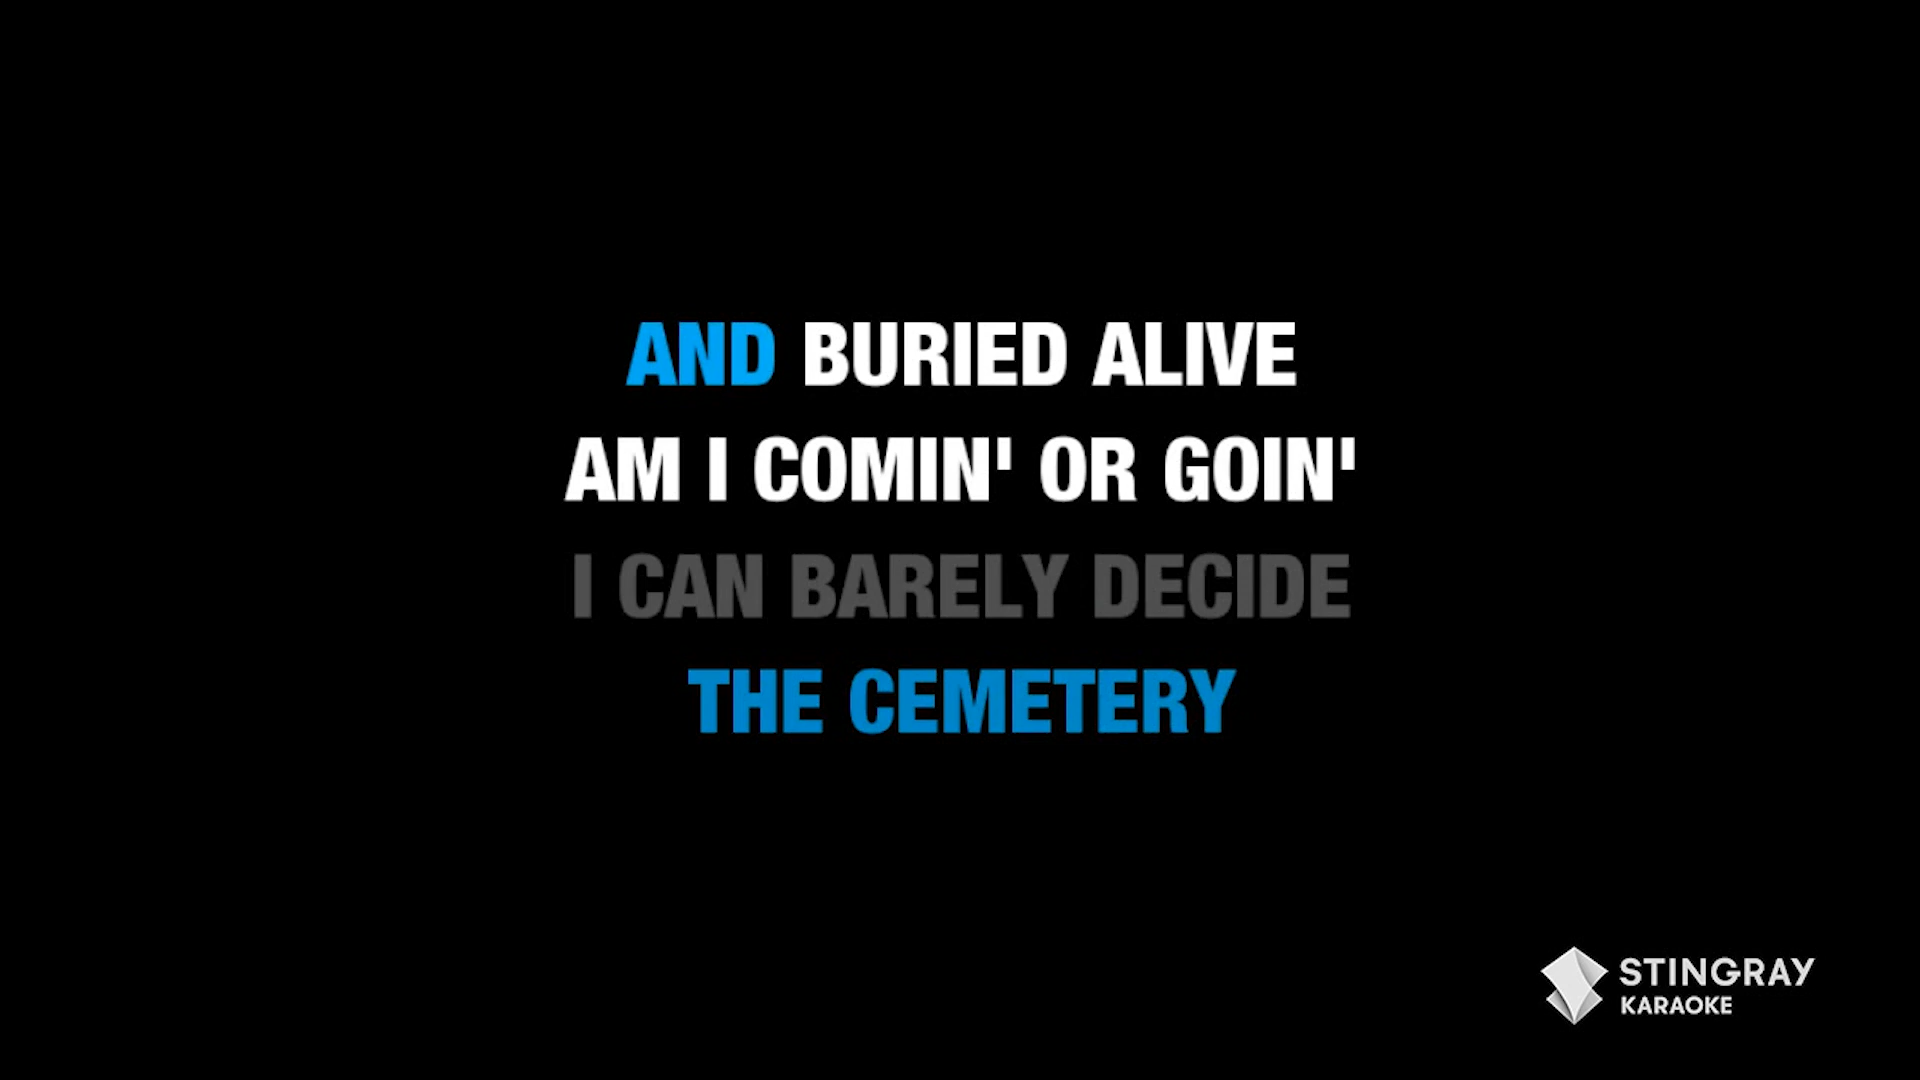 AND BURIED ALIVE
AM I COMIN' OR GOIN'
I CAN BARELY DECIDE
THE CEMETERY
STINGRAY
KARAOKE